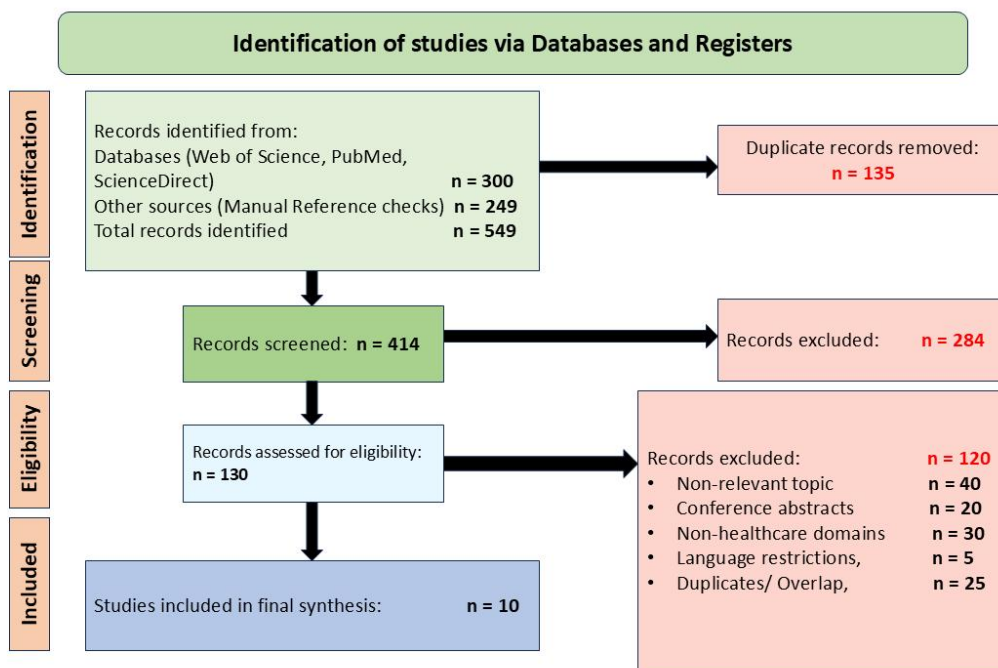 Identification of studies via Databases and Registers
Identification
Records identified from:
Databases (Web of Science, PubMed,
ScienceDirect) n = 300
Other sources (Manual Reference checks) n = 249
Total records identified n = 549
Duplicate records removed:
n = 135
Screening
Records screened: n = 414
Records excluded: n = 284
Eligibility
Records assessed for eligibility:
n = 130
Records excluded: n = 120
• Non-relevant topic n = 40
• Conference abstracts n = 20
• Non-healthcare domains n = 30
• Language restrictions, n = 5
• Duplicates/ Overlap, n = 25
Included
Studies included in final synthesis: n = 10